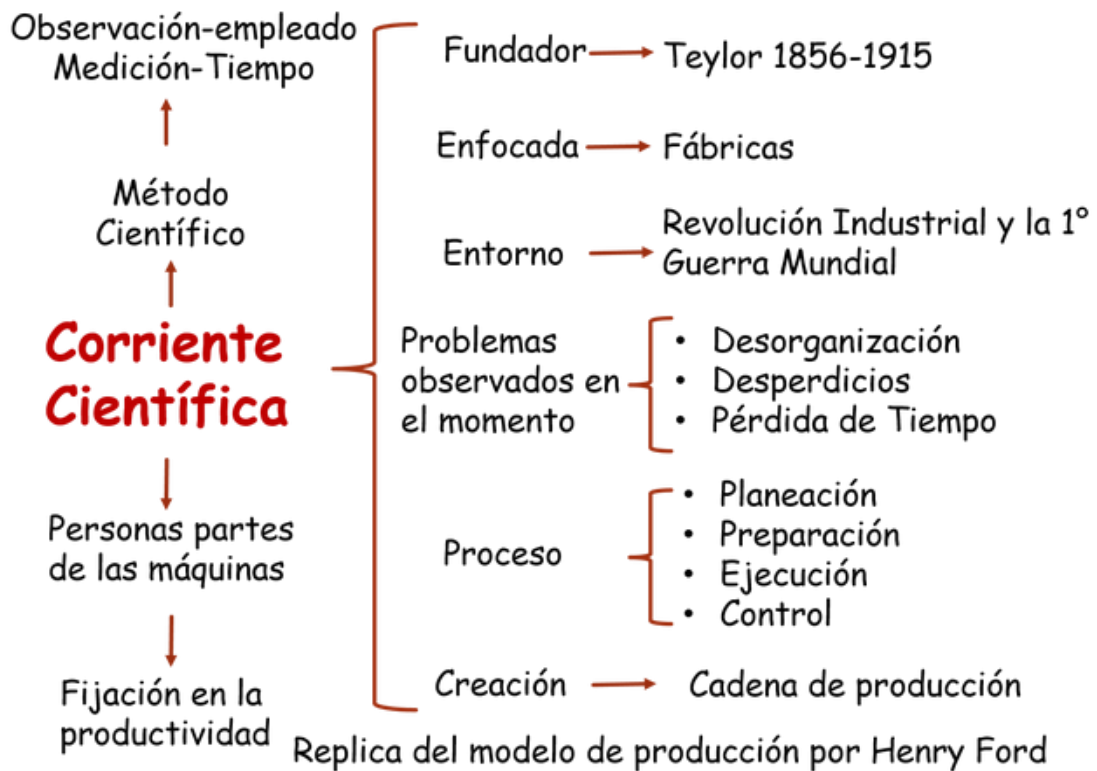 Observación-empleado
Medición-Tiempo
Método
Científico
Corriente
Científica
Personas partes
de las máquinas
Fijación en la
productividad
Fundador
Teylor 1856-1915
Enfocada
Fábricas
Entorno
Revolución Industrial y la 1°
Guerra Mundial
Problemas
observados en
el momento
• Desorganización
• Desperdicios
• Pérdida de Tiempo
Proceso
• Planeación
• Preparación
• Ejecución
• Control
Creación
Cadena de producción
Replica del modelo de producción por Henry Ford